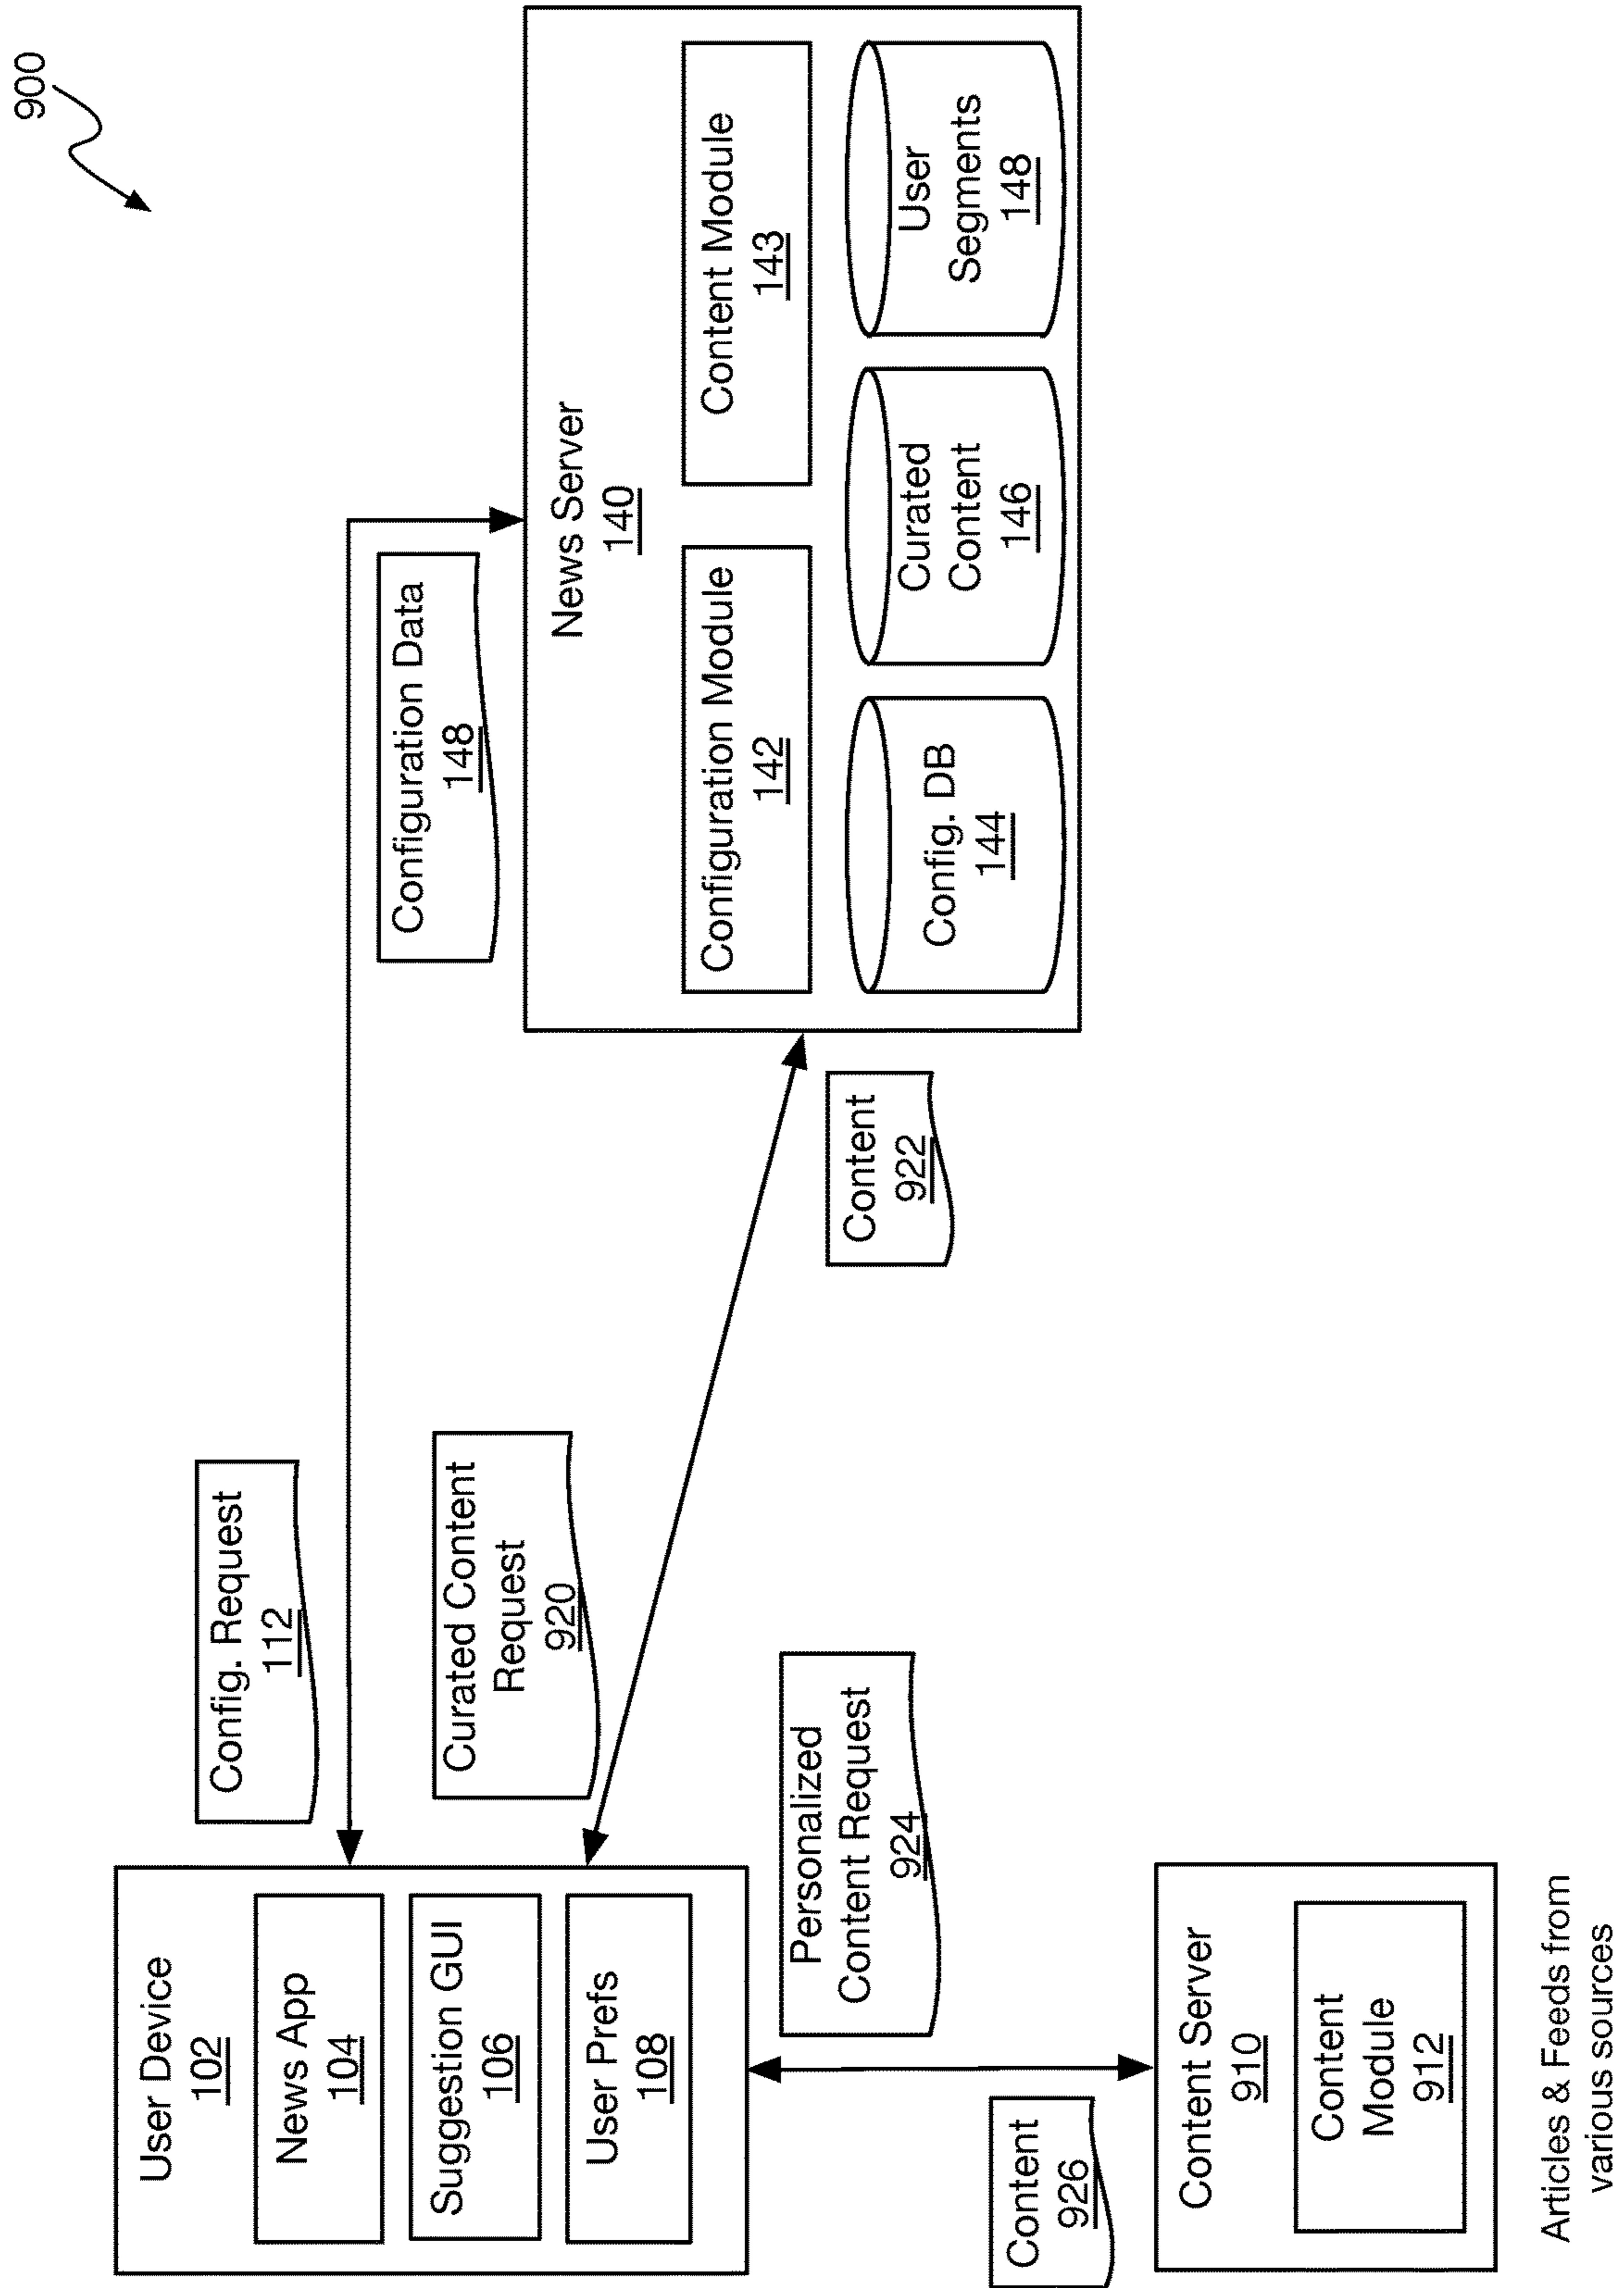 900
User Device
102
News App
104
Suggestion GUI
106
User Prefs
108
Config. Request
112
Curated Content
Request
920
Configuration Data
148
News Server
140
Configuration Module
142
Content Module
143
Config. DB
144
Curated
Content
146
User
Segments
148
Content
922
Personalized
Content Request
924
Content
926
Content Server
910
Content
Module
912
Articles & Feeds from
various sources